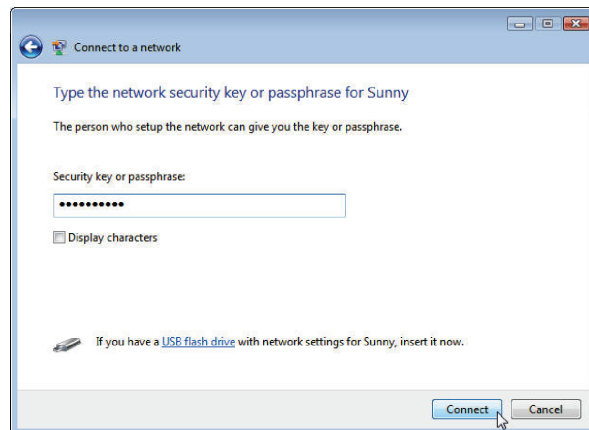 Connect to a network
Type the network security key or passphrase for Sunny
The person who setup the network can give you the key or passphrase.
Security key or passphrase:
••••••••••
Display characters
If you have a USB flash drive with network settings for Sunny, insert it now.
Connect Cancel